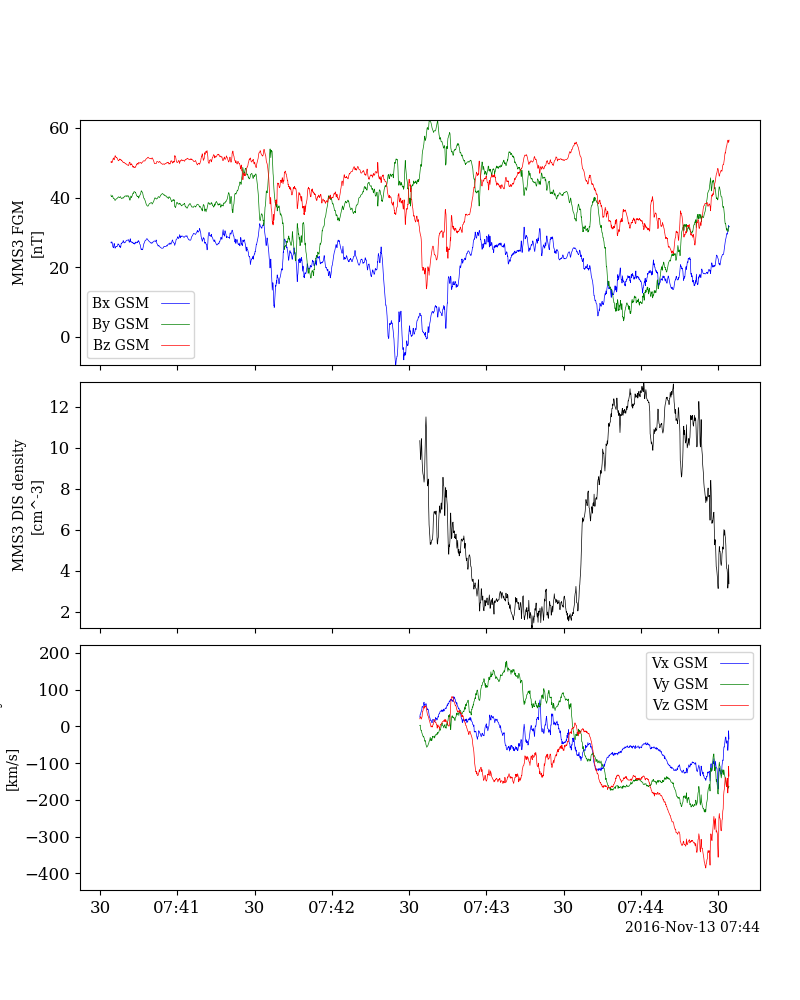 60
40
20
0
MMS3 FGM
[nT]
Bx GSM
By GSM
Bz GSM
12
10
8
6
4
2
MMS3 DIS density
[cm^-3]
200
100
0
−100
−200
−300
−400
[km/s]
Vx GSM
Vy GSM
Vz GSM
30 07:41 30 07:42 30 07:43 30 07:44 30
2016-Nov-13 07:44